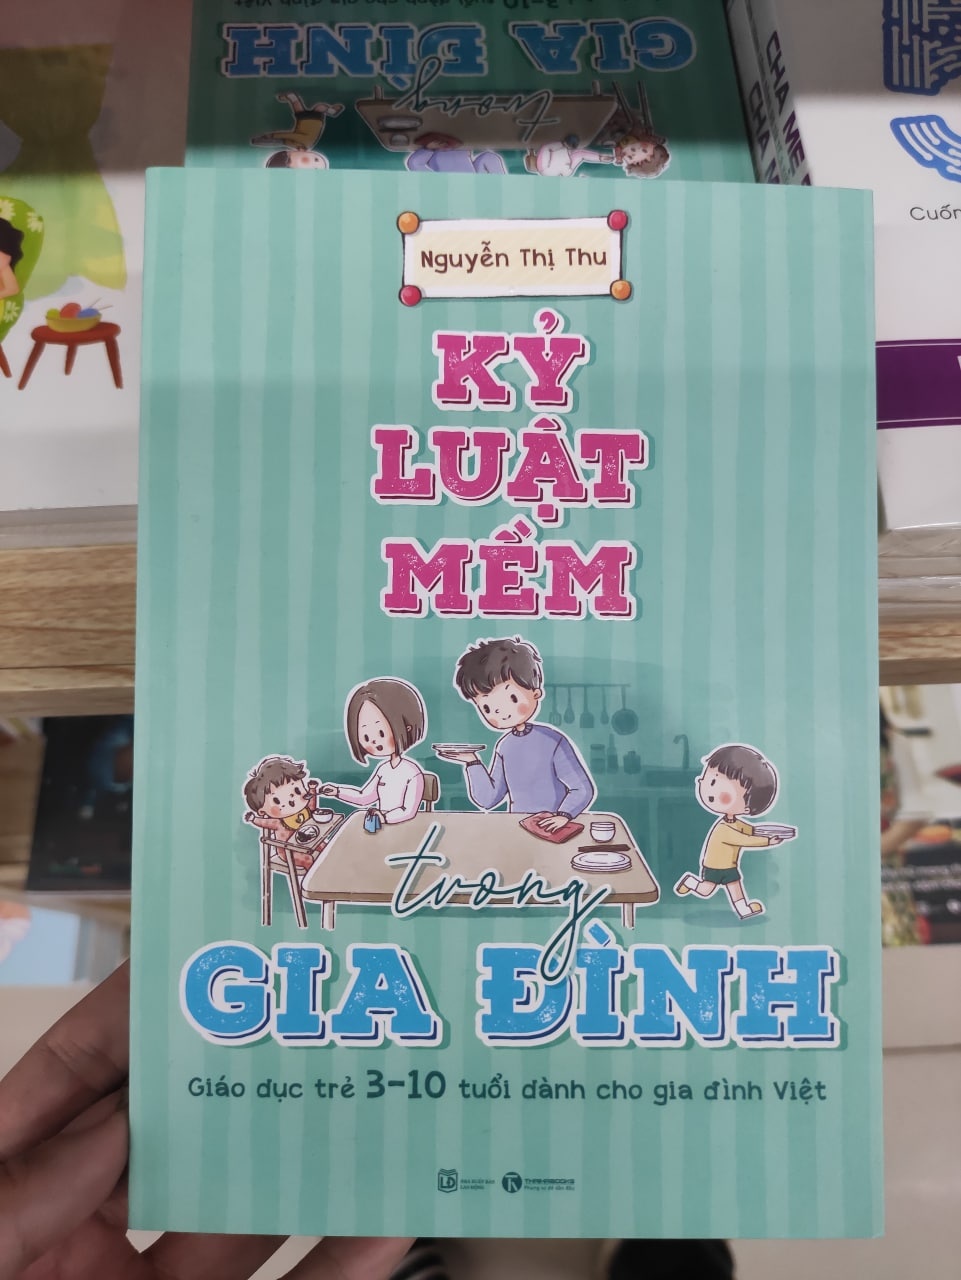 GIA ĐÌNH
trong
Nguyễn Thị Thu
KỶ
LUẬT
MỀM
trong
GIA ĐÌNH
Giáo dục trẻ 3-10 tuổi dành cho gia đình Việt
LĐ
NHÀ XUẤT BẢN
LAO ĐỘNG
THAIHABOOKS
CHA MẸ
Cuốn